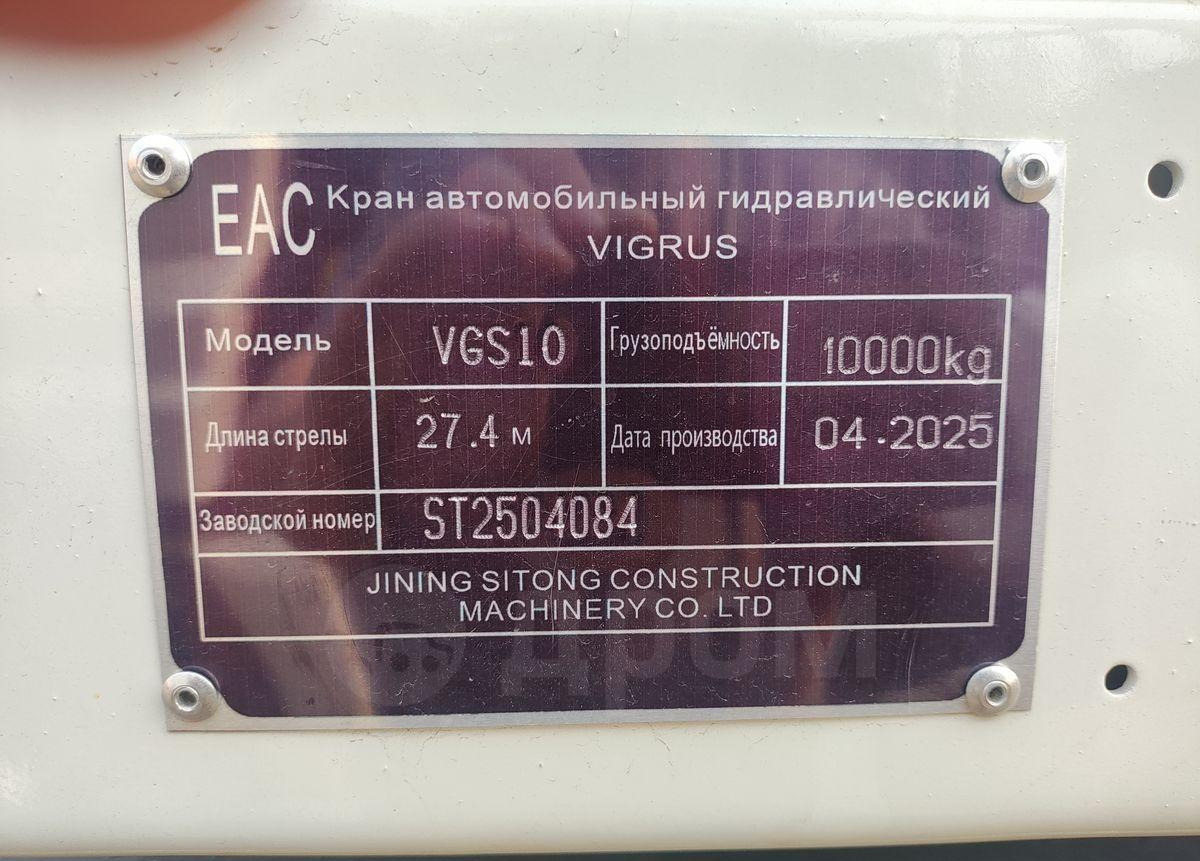 EAC Кран автомобильный гидравлический
VIGRUS
Модель VGS10 Грузоподъёмность 10000kg
Длина стрелы 27.4 м Дата производства 04.2025
Заводской номер ST2504084
JINING SITONG CONSTRUCTION
MACHINERY CO. LTD
Дром